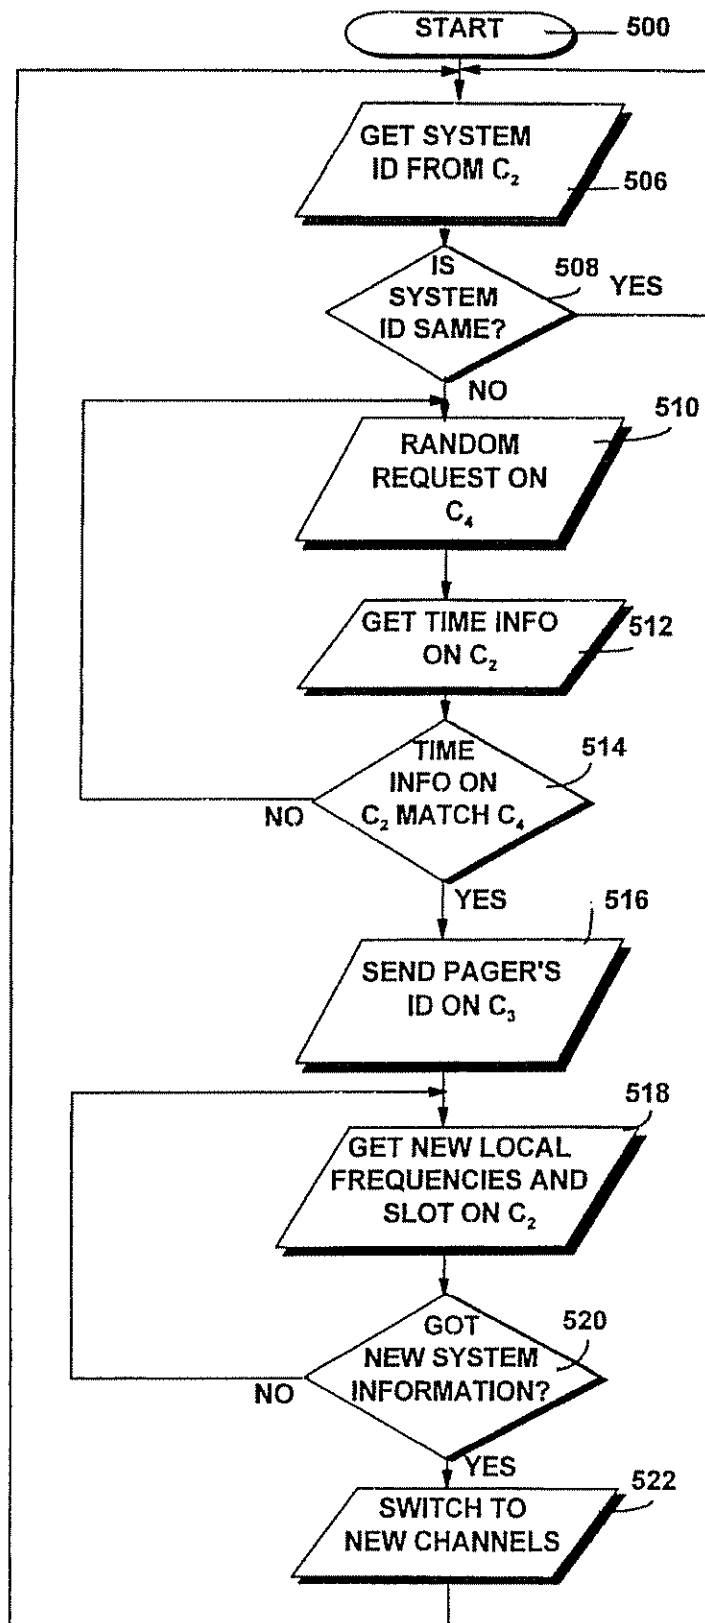 START
500
GET SYSTEM
ID FROM C₂
506
IS
SYSTEM
ID SAME?
508
YES
NO
510
RANDOM
REQUEST ON
C₄
GET TIME INFO
ON C₂
512
TIME
INFO ON
C₂ MATCH C₄
514
NO
YES
516
SEND PAGER'S
ID ON C₃
518
GET NEW LOCAL
FREQUENCIES AND
SLOT ON C₂
GOT
NEW SYSTEM
INFORMATION?
520
NO
YES
522
SWITCH TO
NEW CHANNELS